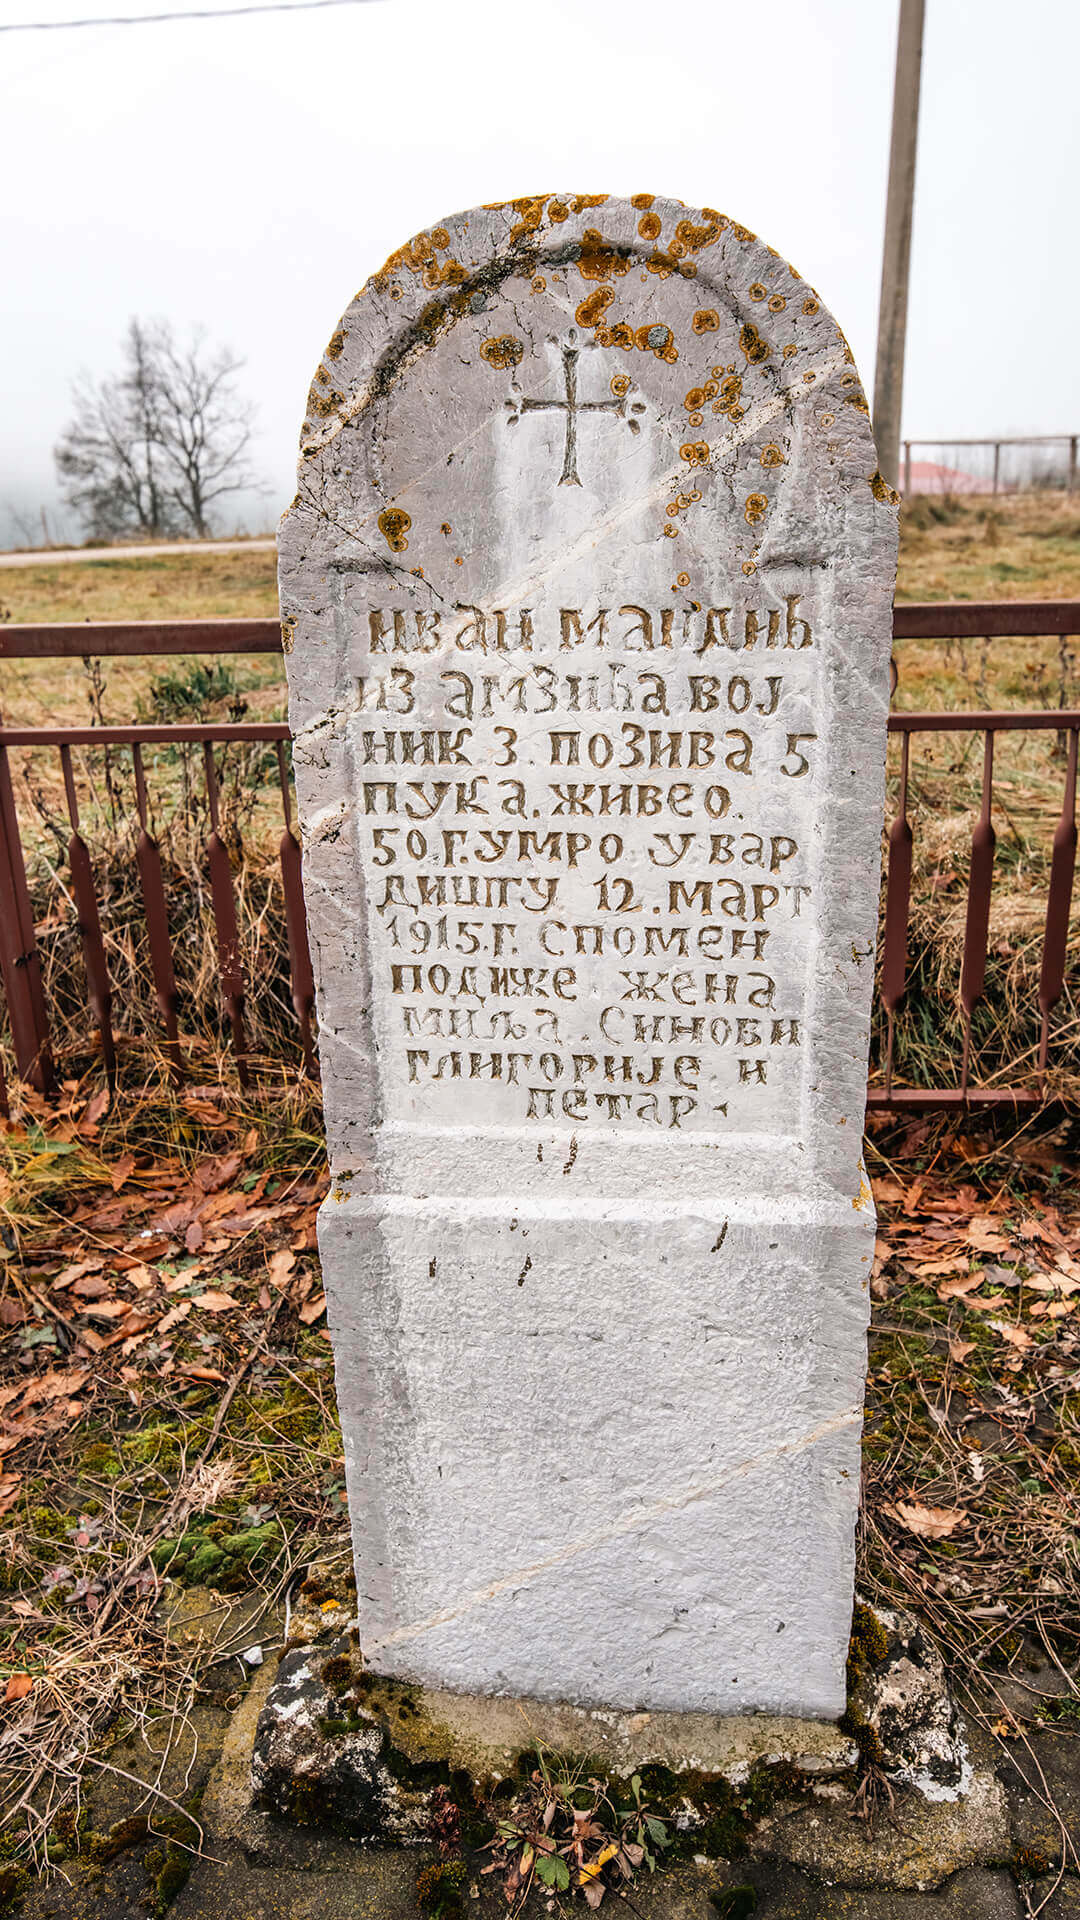 иван. мандић
из амзића вој
ник 3. позива 5
пука. живео.
50.г. умро у вар
дишту 12. март
1915.г. спомен
подиже жена
миља. синови
глигорије и
петар.